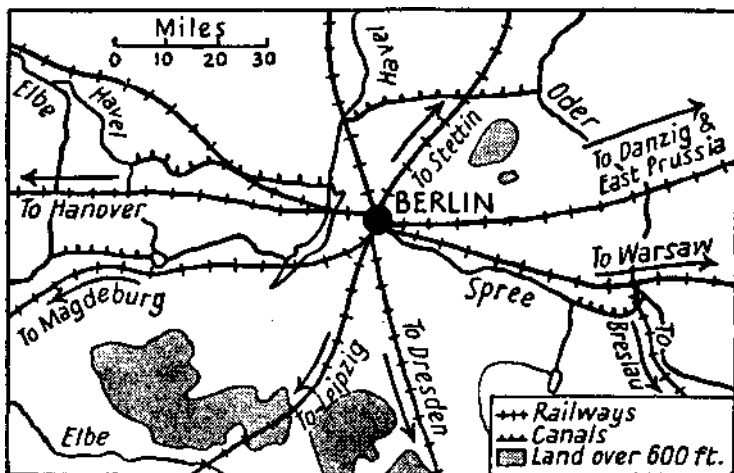 Miles
0 10 20 30
Elbe
Havel
Havel
Oder
To Stettin
To Danzig &
East Prussia
To Hanover
BERLIN
To Warsaw
Spree
To Magdeburg
To Leipzig
To Dresden
To
Breslau
Elbe
Railways
Canals
Land over 600 ft.